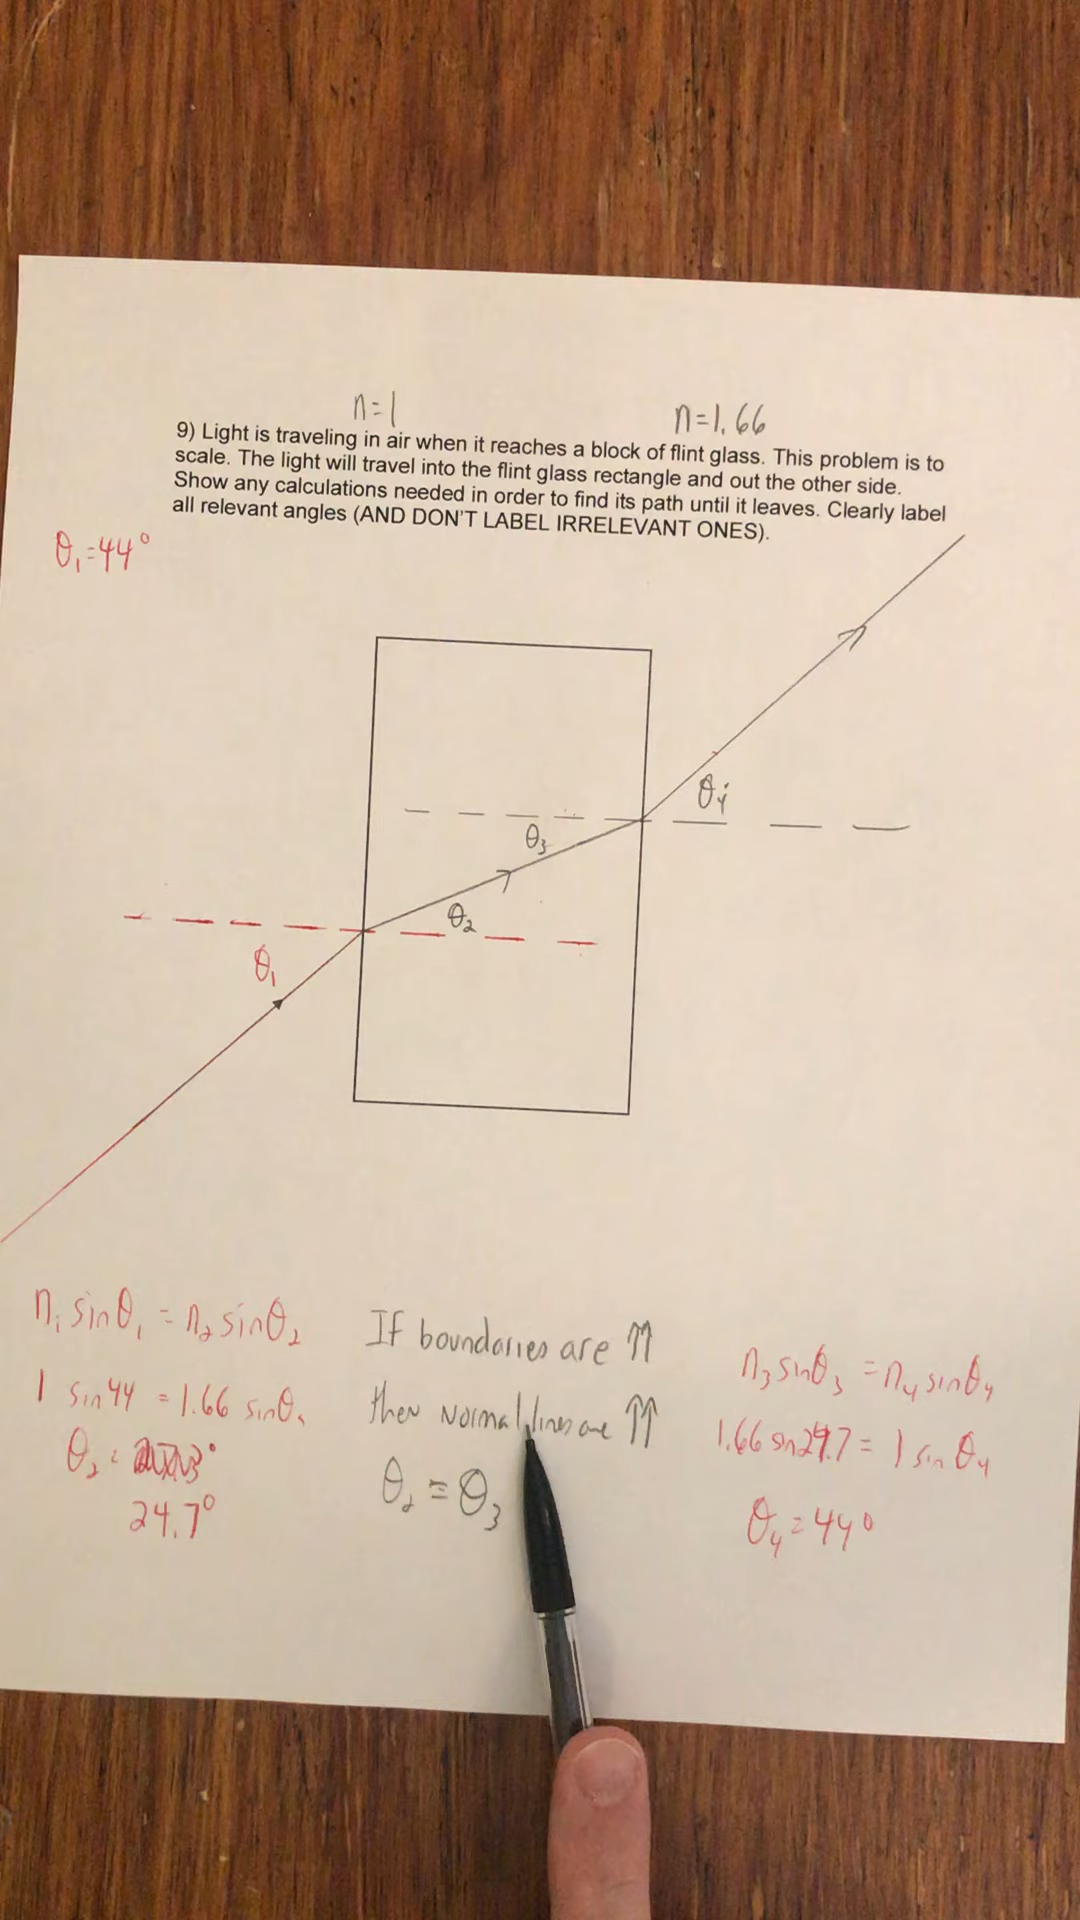 n=1
n=1.66
9) Light is traveling in air when it reaches a block of flint glass. This problem is to
scale. The light will travel into the flint glass rectangle and out the other side.
Show any calculations needed in order to find its path until it leaves. Clearly label
all relevant angles (AND DON'T LABEL IRRELEVANT ONES).
θ₁=44°
θ₄
θ₃
θ₂
θ₁
n₁ sinθ₁ = n₂ sinθ₂
1 sin44 = 1.66 sinθ₂
θ₂ =
24.7°
If boundaries are ⇈
then normal lines are ⇈
θ₂ = θ₃
n₃ sinθ₃ = n₄ sinθ₄
1.66 sin24.7 = 1 sin θ₄
θ₄ = 44°